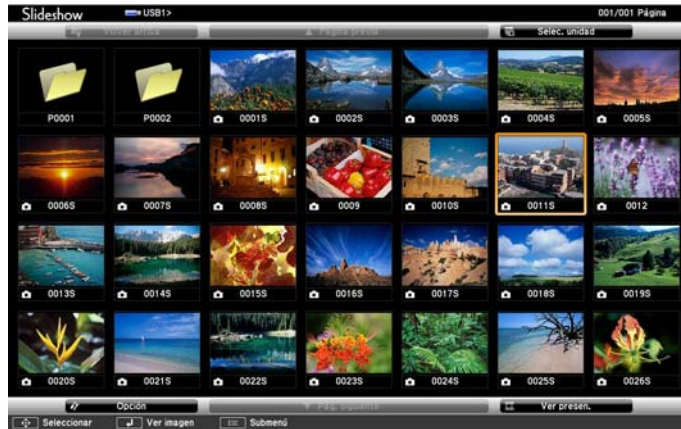 Slideshow USB1> 001/001 Página
Volver arriba Página previa Selec. unidad
P0001 P0002 0001S 0002S 0003S 0004S 0005S
0006S 0007S 0008S 0009 0010S 0011S 0012
0013S 0014S 0015S 0016S 0017S 0018S 0019S
0020S 0021S 0022S 0023S 0024S 0025S 0026S
Opción Pág. siguiente Ver presen.
Seleccionar Ver imagen Esc Submenú